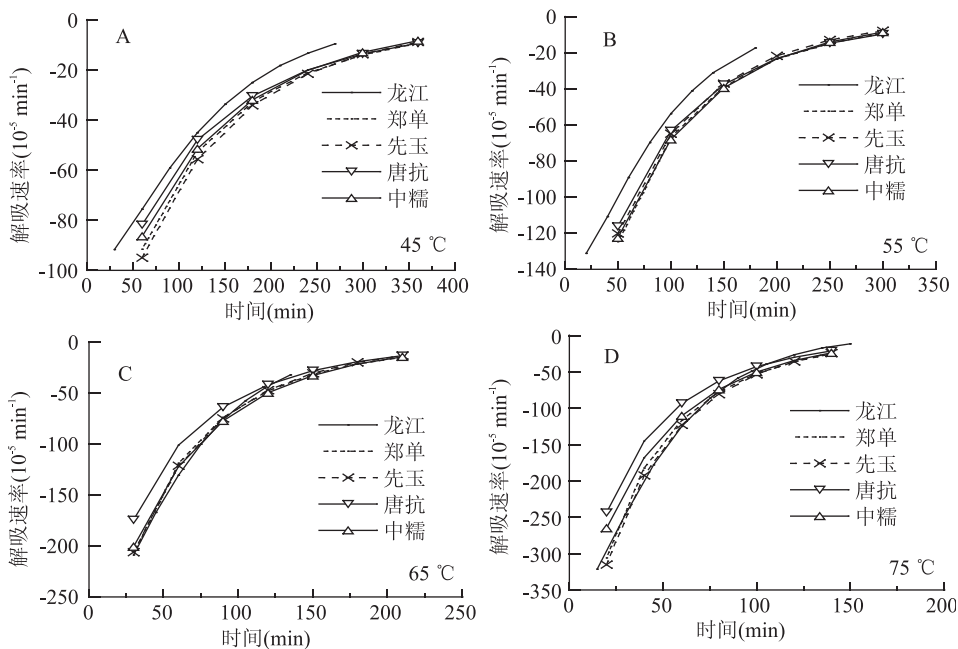 A
0
-20
-40
-60
-80
-100
解吸速率(10-5 min-1)
龙江
郑单
先玉
唐抗
中糯
45 ℃
0 50 100 150 200 250 300 350 400
时间(min)
B
0
-20
-40
-60
-80
-100
-120
-140
解吸速率(10-5 min-1)
龙江
郑单
先玉
唐抗
中糯
55 ℃
0 50 100 150 200 250 300 350
时间(min)
C
0
-50
-100
-150
-200
-250
解吸速率(10-5 min-1)
龙江
郑单
先玉
唐抗
中糯
65 ℃
0 50 100 150 200 250
时间(min)
D
0
-50
-100
-150
-200
-250
-300
-350
解吸速率(10-5 min-1)
龙江
郑单
先玉
唐抗
中糯
75 ℃
0 50 100 150 200
时间(min)